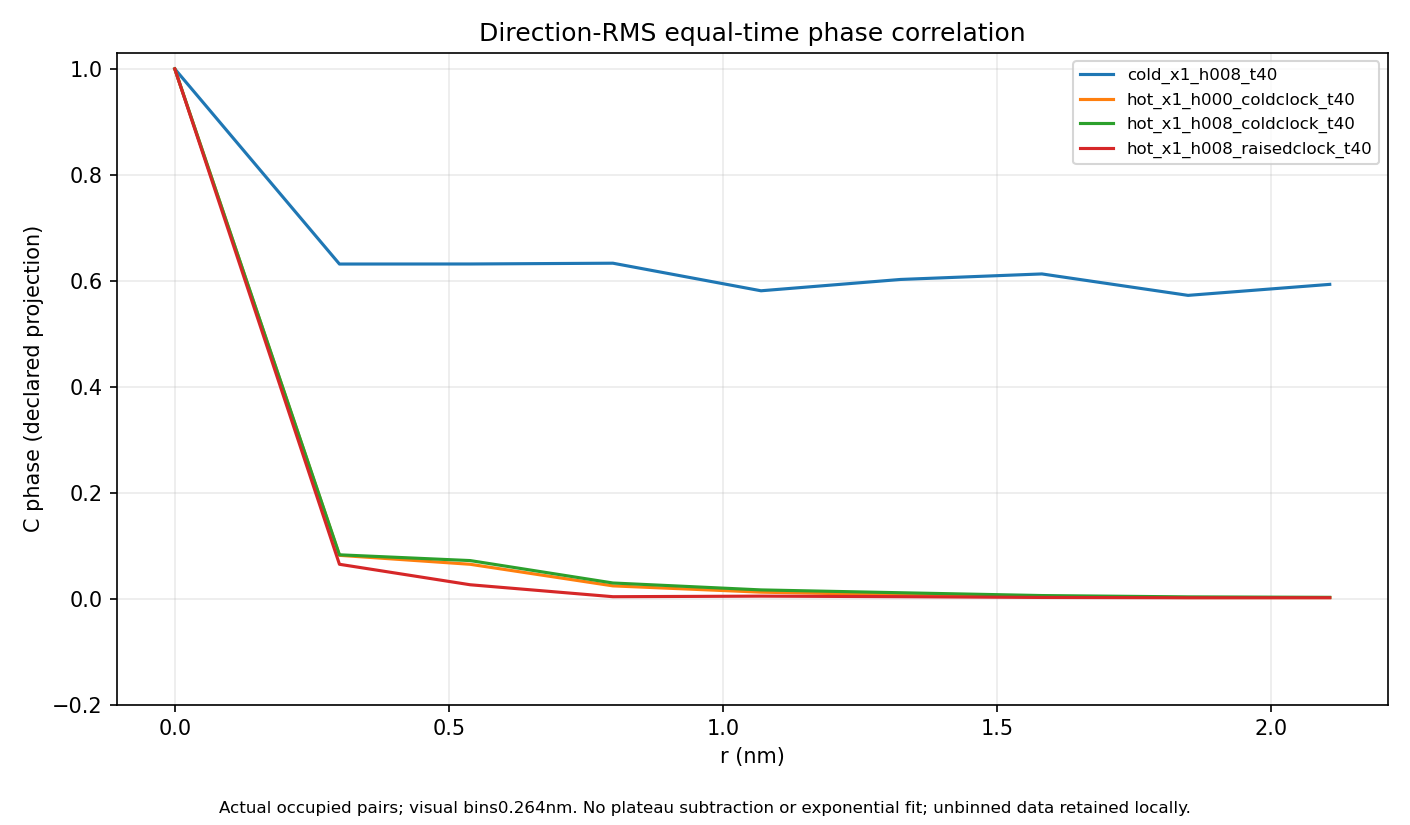 Direction-RMS equal-time phase correlation
cold_x1_h008_t40
hot_x1_h000_coldclock_t40
hot_x1_h008_coldclock_t40
hot_x1_h008_raisedclock_t40
C phase (declared projection)
1.0
0.8
0.6
0.4
0.2
0.0
−0.2
0.0 0.5 1.0 1.5 2.0
r (nm)
Actual occupied pairs; visual bins0.264nm. No plateau subtraction or exponential fit; unbinned data retained locally.